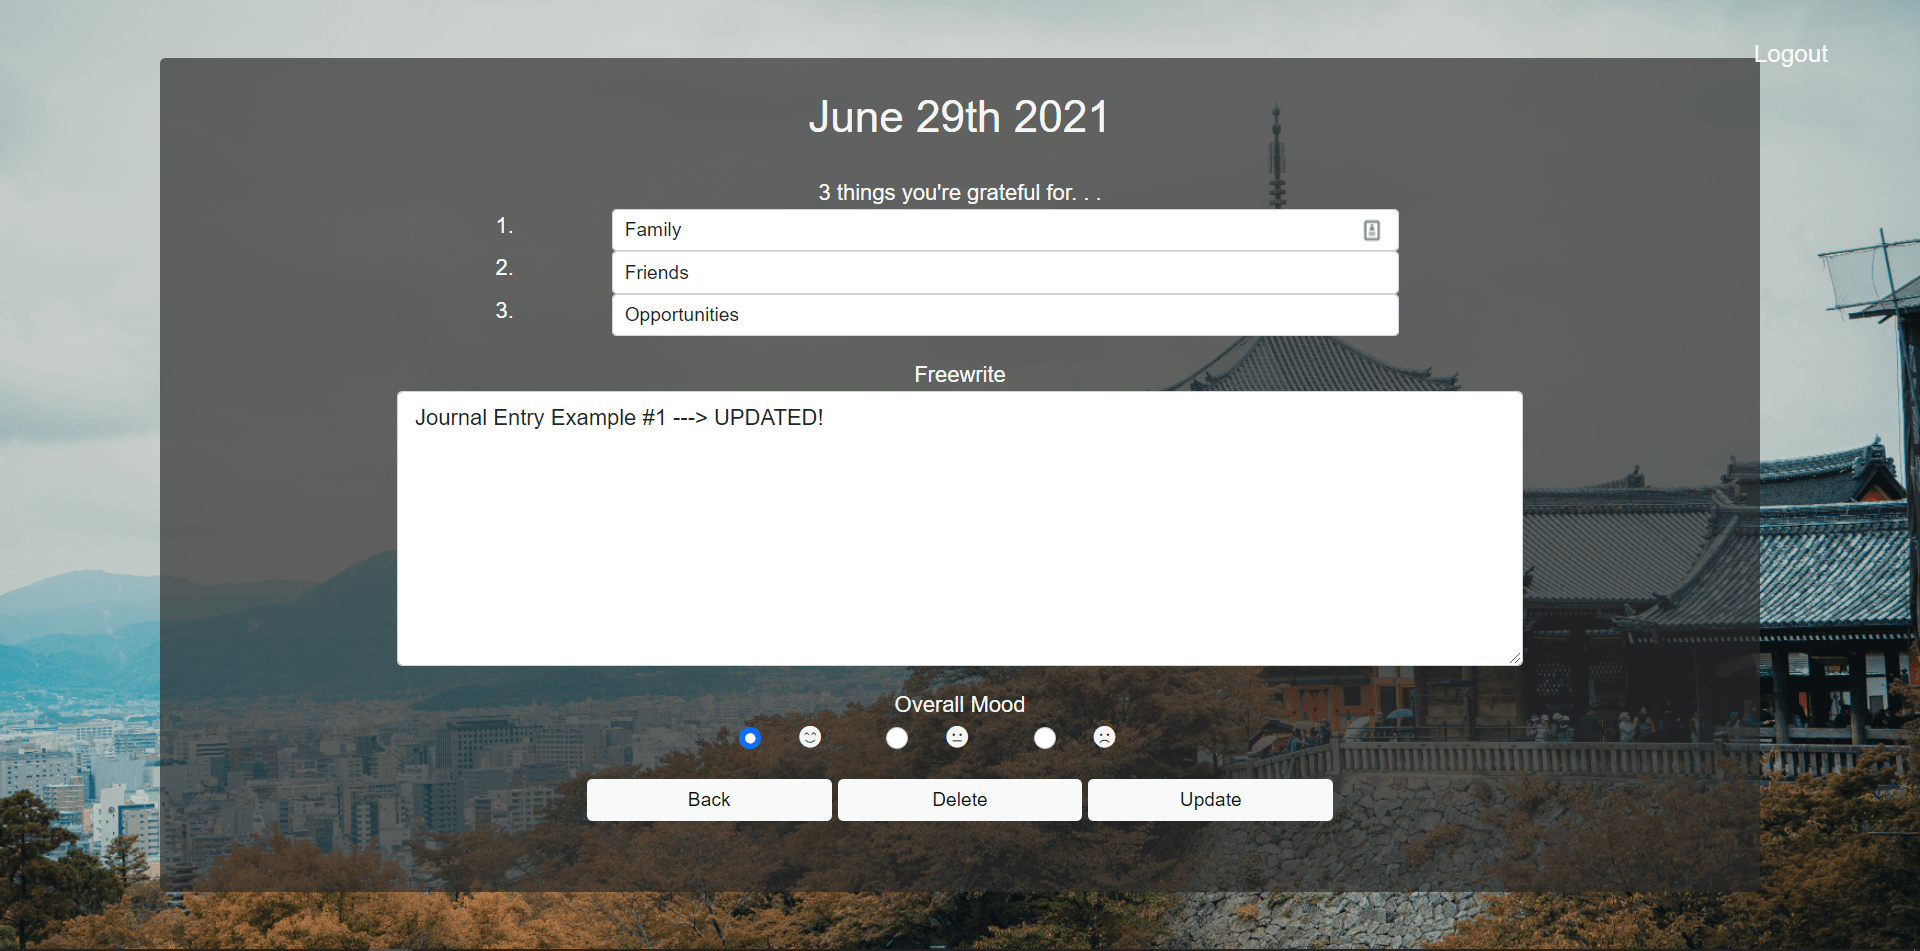 Logout
June 29th 2021
3 things you're grateful for. . .
1.
Family
2.
Friends
3.
Opportunities
Freewrite
Journal Entry Example #1 ---> UPDATED!
Overall Mood
Back
Delete
Update